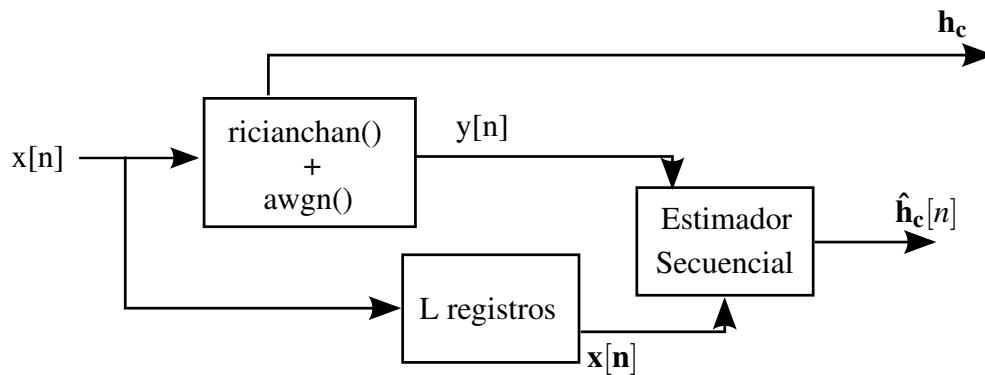 h_c
x[n]
ricianchan()
+
awgn()
y[n]
Estimador
Secuencial
ĥ_c[n]
L registros
x[n]